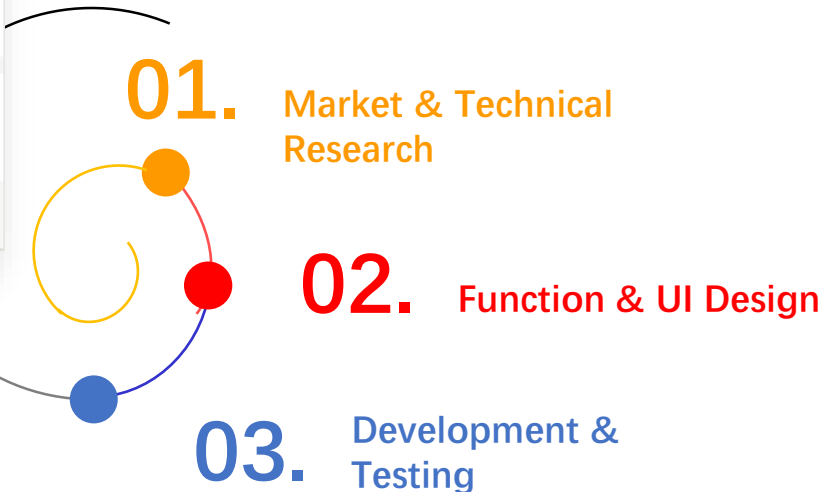 01.
Market & Technical
Research
02.
Function & UI Design
03.
Development &
Testing